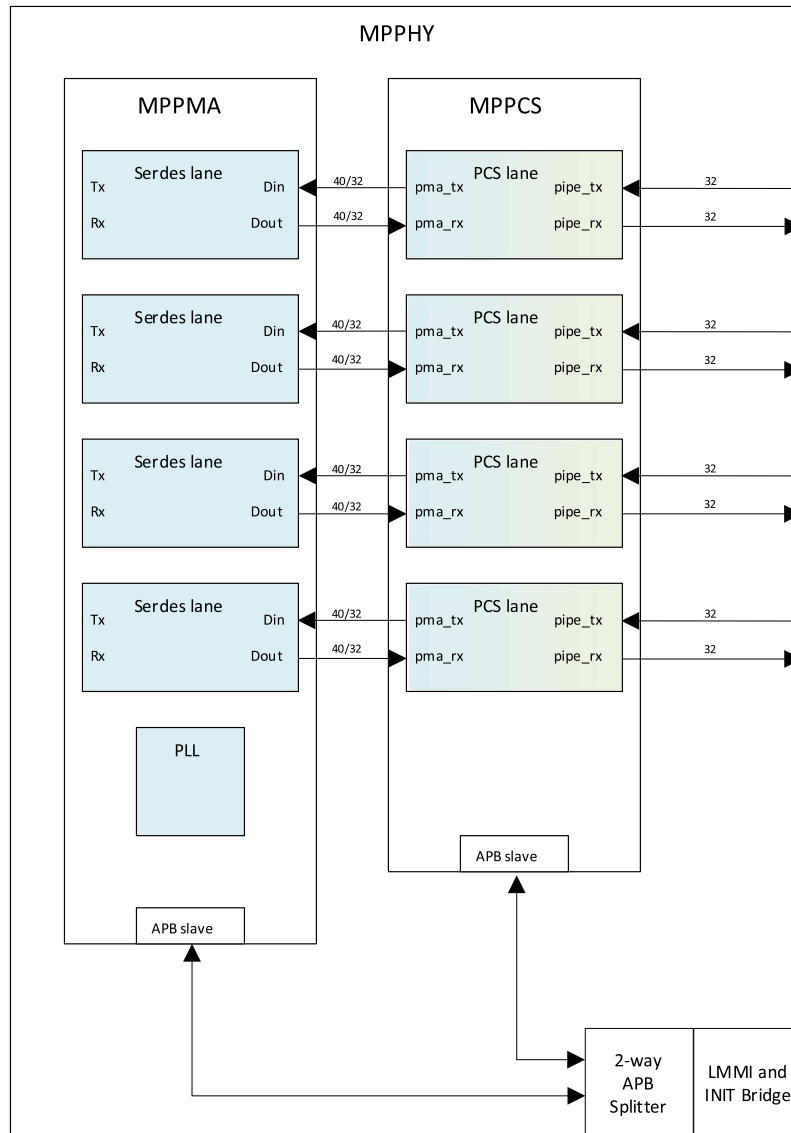 MPPHY
MPPMA
MPPCS
Serdes lane
Tx
Din
Rx
Dout
40/32
40/32
PCS lane
pma_tx
pipe_tx
pma_rx
pipe_rx
32
32
Serdes lane
Tx
Din
Rx
Dout
40/32
40/32
PCS lane
pma_tx
pipe_tx
pma_rx
pipe_rx
32
32
Serdes lane
Tx
Din
Rx
Dout
40/32
40/32
PCS lane
pma_tx
pipe_tx
pma_rx
pipe_rx
32
32
Serdes lane
Tx
Din
Rx
Dout
40/32
40/32
PCS lane
pma_tx
pipe_tx
pma_rx
pipe_rx
32
32
PLL
APB slave
APB slave
2-way
APB
Splitter
LMMI and
INIT Bridge